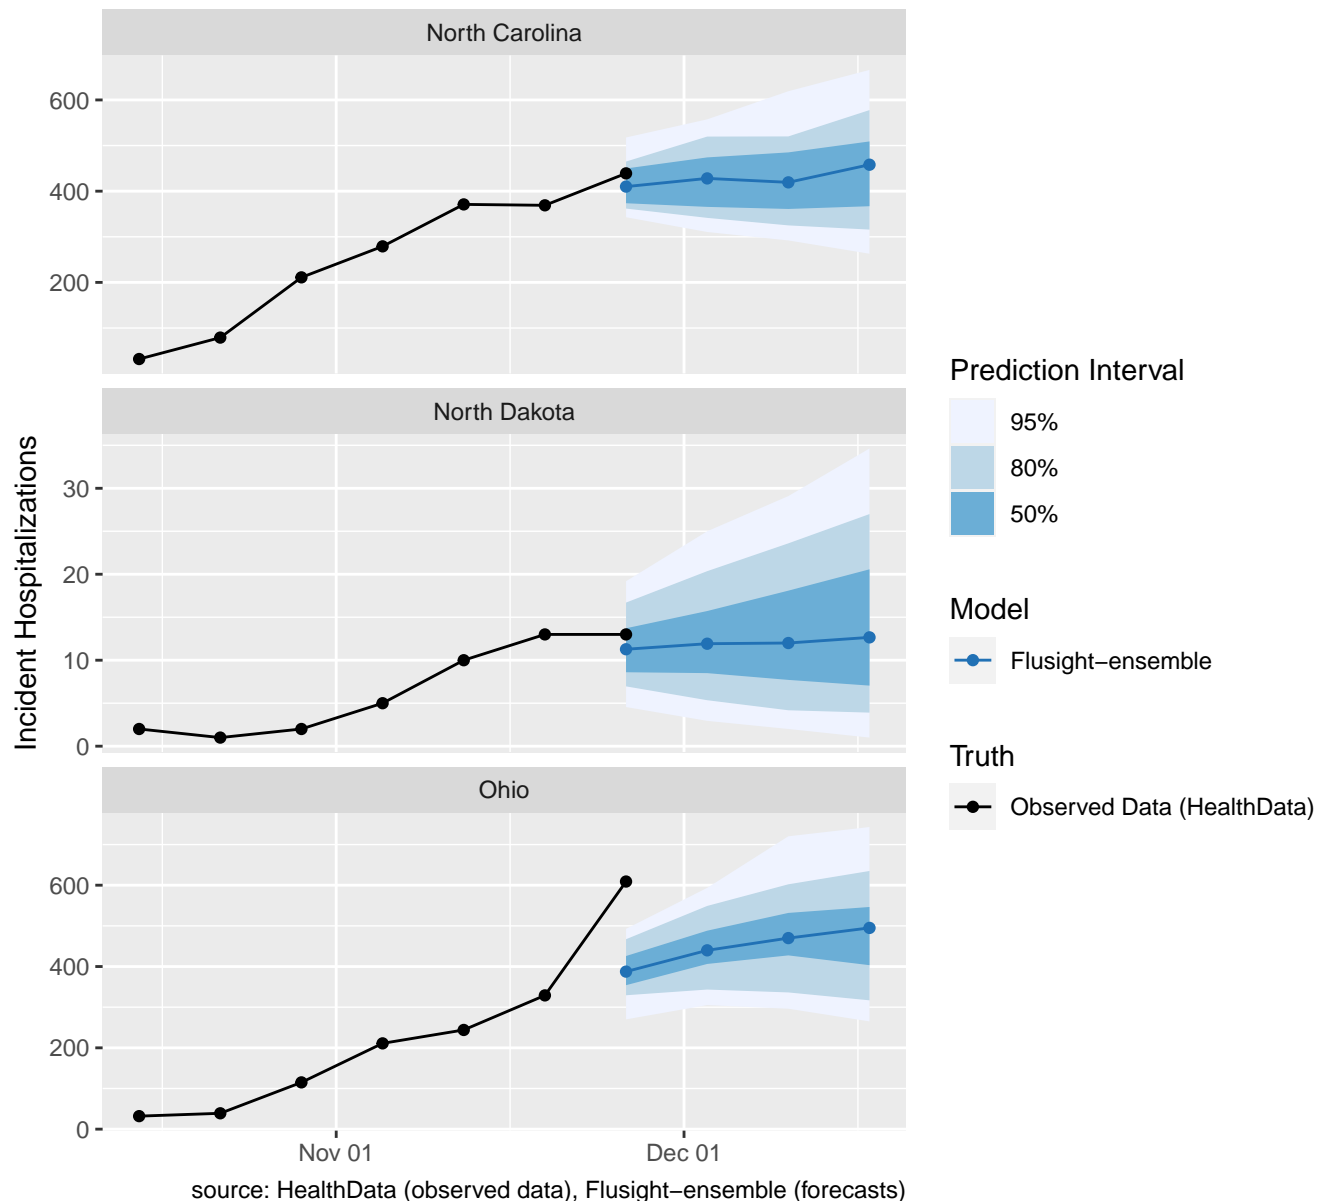 North Carolina
600
400
200
North Dakota
30
20
10
0
Ohio
600
400
200
0
Nov 01
Dec 01
Incident Hospitalizations
source: HealthData (observed data), Flusight−ensemble (forecasts)
Prediction Interval
95%
80%
50%
Model
Flusight−ensemble
Truth
Observed Data (HealthData)